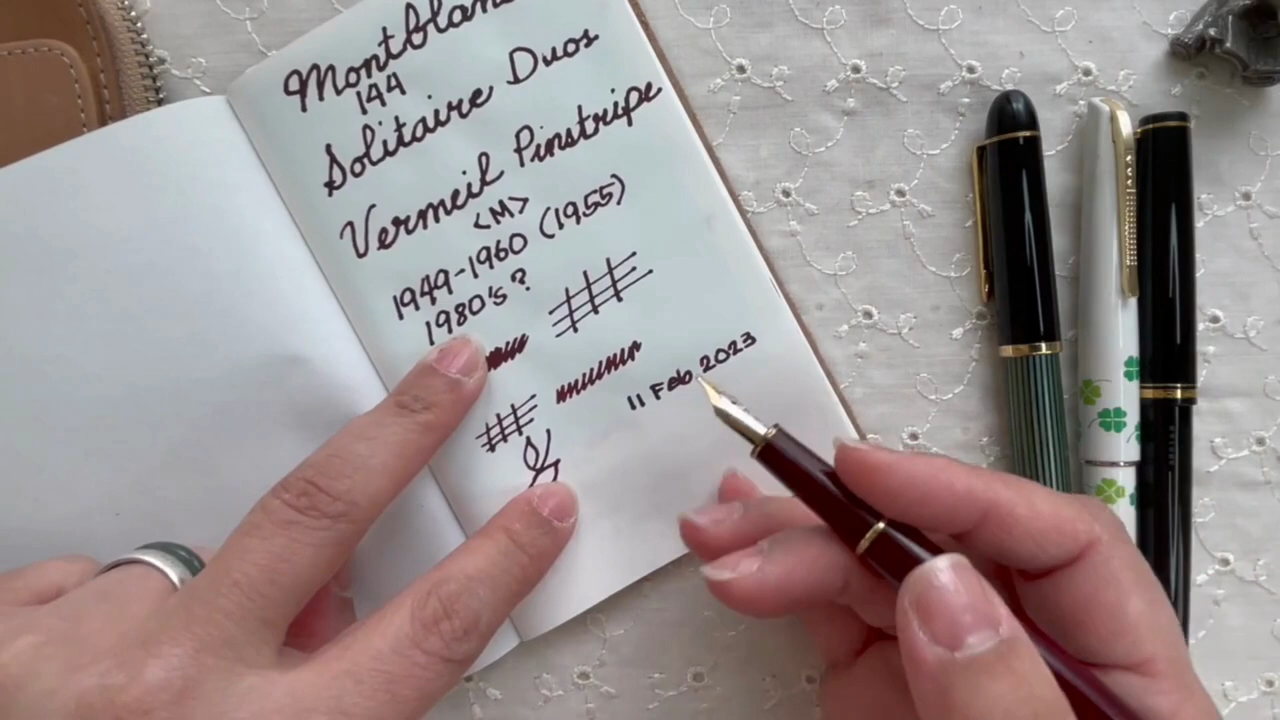 Montblanc
144
Solitaire Duos
Vermeil Pinstripe
<M>
1949-1960 (1955)
1980's?
11 Feb 2023